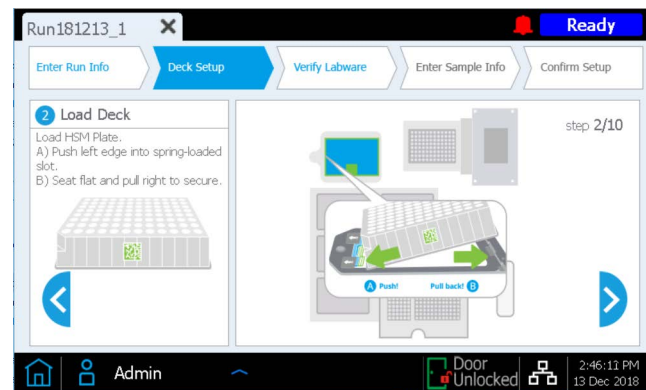 Run181213_1
Ready
Enter Run Info
Deck Setup
Verify Labware
Enter Sample Info
Confirm Setup
2 Load Deck
Load HSM Plate.
A) Push left edge into spring-loaded
slot.
B) Seat flat and pull right to secure.
step 2/10
A Push!
Pull back! B
Admin
Door
Unlocked
2:46:11 PM
13 Dec 2018